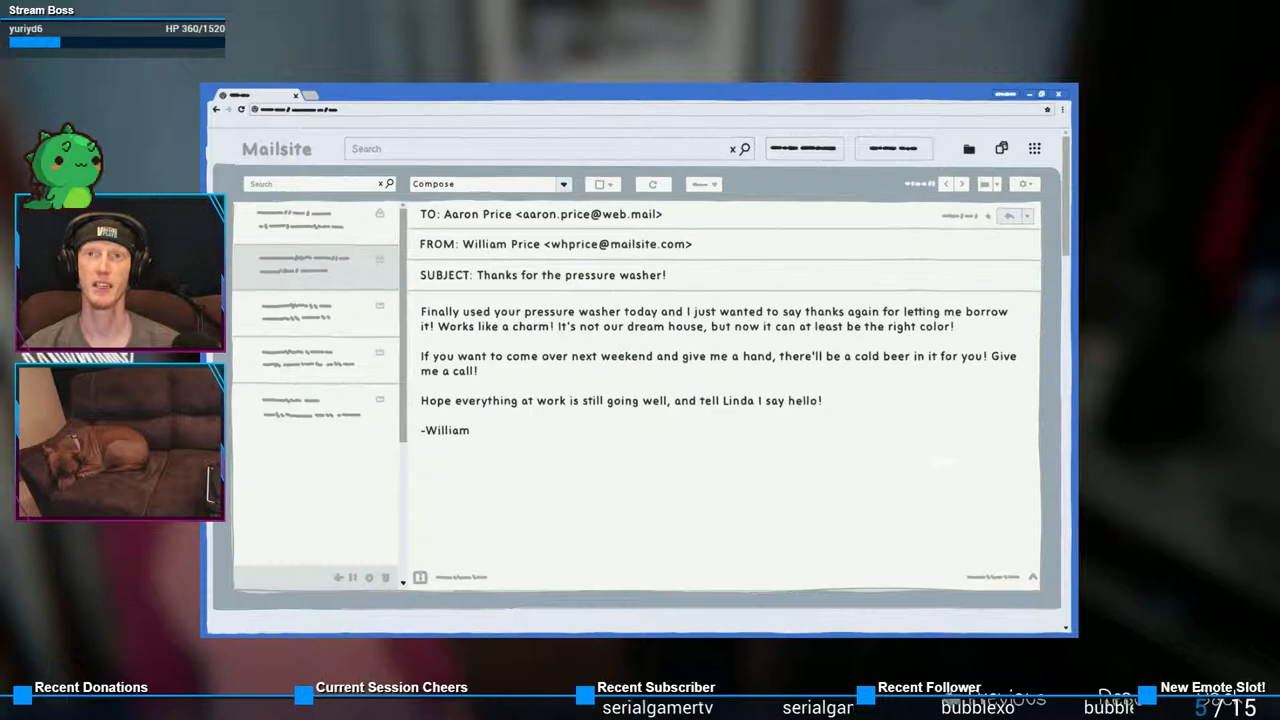 Stream Boss
yuriyd6 HP 360/1520
Mailsite
Search
Search
Compose
TO: Aaron Price <aaron.price@web.mail>
FROM: William Price <whprice@mailsite.com>
SUBJECT: Thanks for the pressure washer!
Finally used your pressure washer today and I just wanted to say thanks again for letting me borrow
it! Works like a charm! It's not our dream house, but now it can at least be the right color!
If you want to come over next weekend and give me a hand, there'll be a cold beer in it for you! Give
me a call!
Hope everything at work is still going well, and tell Linda I say hello!
-William
Recent Donations
Current Session Cheers
Recent Subscriber
serialgamertv serialgar
Recent Follower
bubblexo bubble
New Emote Slot!
5 / 15